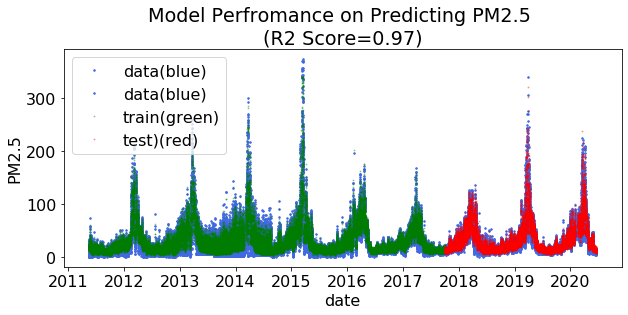 Model Perfromance on Predicting PM2.5
(R2 Score=0.97)
data(blue)
data(blue)
train(green)
test)(red)
PM2.5
300
200
100
0
2011 2012 2013 2014 2015 2016 2017 2018 2019 2020
date